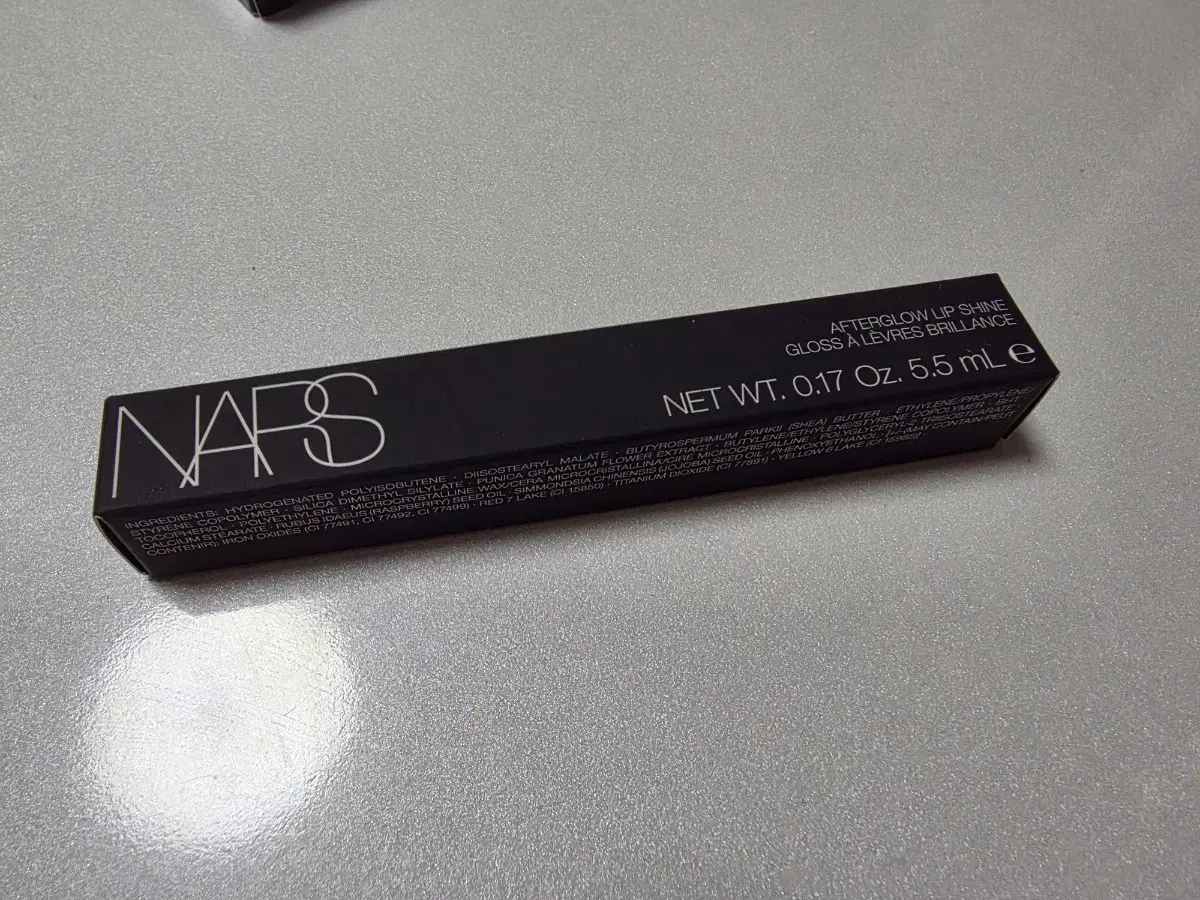 NARS
AFTERGLOW LIP SHINE
GLOSS À LÈVRES BRILLANCE
NET WT. 0.17 Oz. 5.5 mL ℮
INGREDIENTS: HYDROGENATED POLYISOBUTENE · DIISOSTEARYL MALATE · BUTYROSPERMUM PARKII (SHEA) BUTTER · ETHYLENE/PROPYLENE/
STYRENE COPOLYMER · SILICA DIMETHYL SILYLATE · PUNICA GRANATUM FLOWER EXTRACT · BUTYLENE/ETHYLENE/STYRENE COPOLYMER
TOCOPHEROL · POLYETHYLENE · MICROCRYSTALLINE WAX/CERA MICROCRISTALLINA/CIRE MICROCRISTALLINE · POLYGLYCERYL-2 TRIISOSTEARATE
CALCIUM STEARATE · RUBUS IDAEUS (RASPBERRY) SEED OIL · SIMMONDSIA CHINENSIS (JOJOBA) SEED OIL · PHENOXYETHANOL (MAY CONTAIN/PEUT
CONTENIR): IRON OXIDES (CI 77491, CI 77492, CI 77499) · RED 7 LAKE (CI 15850) · TITANIUM DIOXIDE (CI 77891) · YELLOW 6 LAKE (CI 15985)]